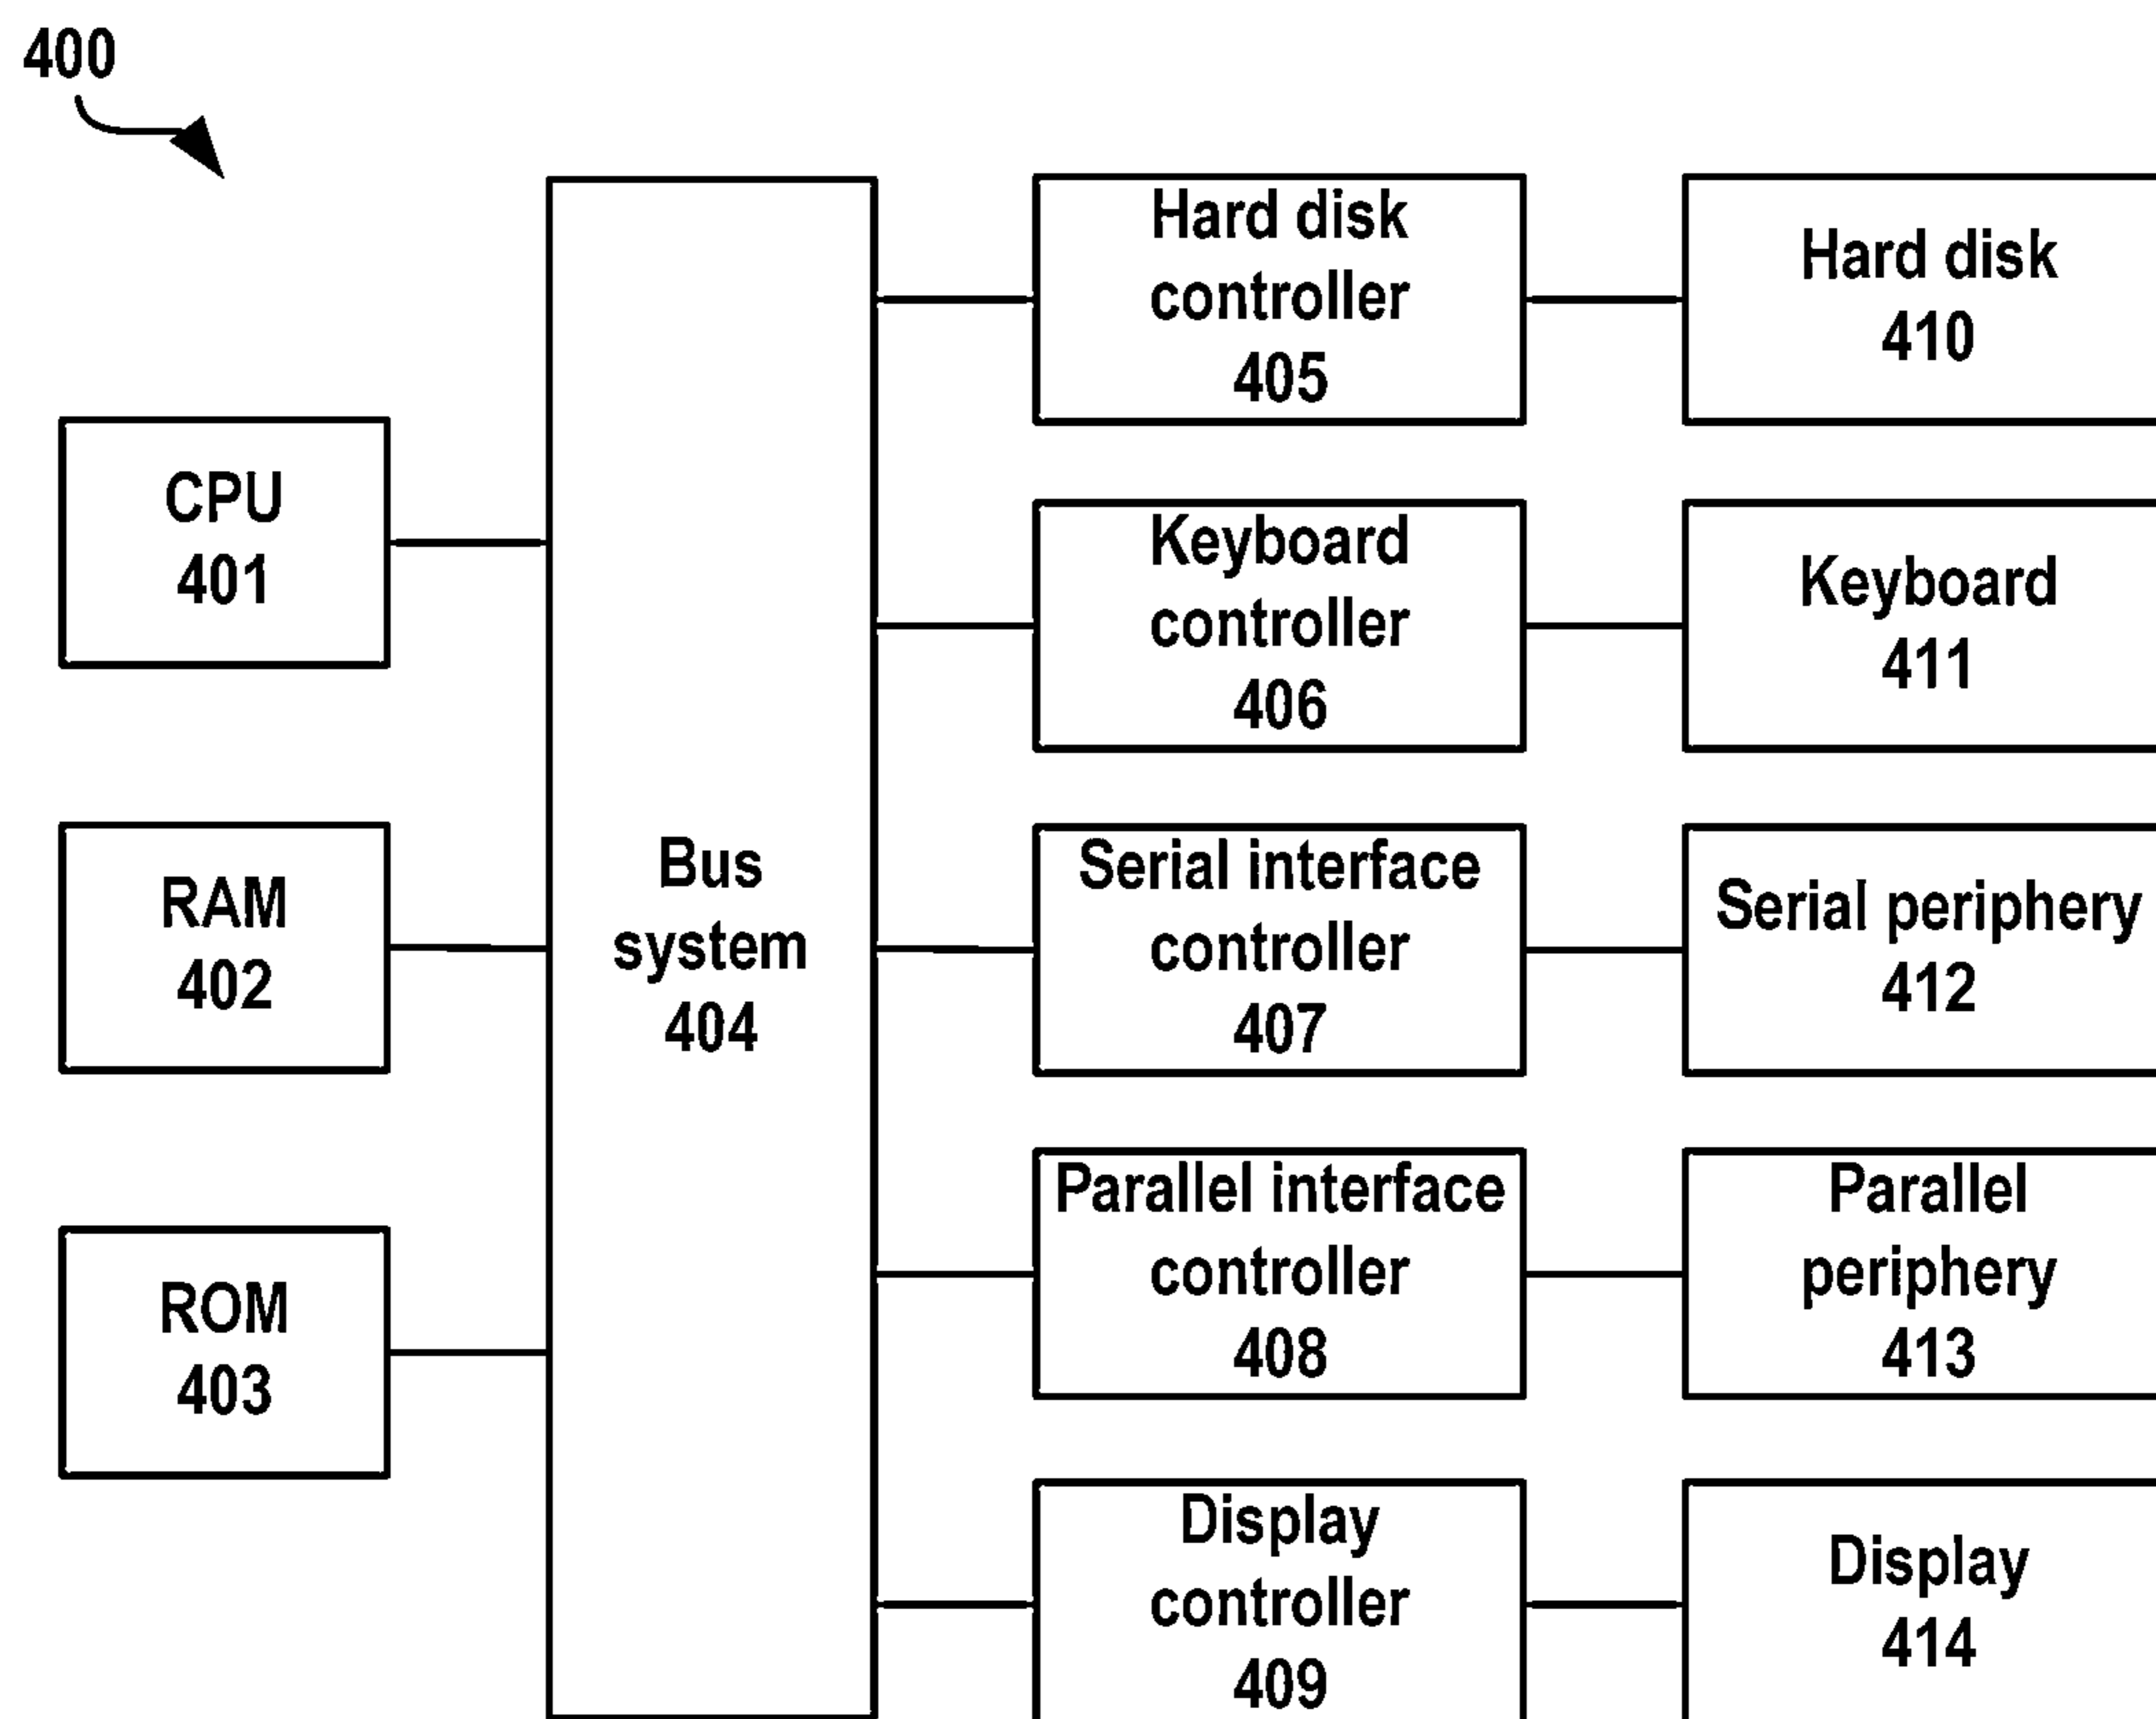 400
CPU
401
RAM
402
ROM
403
Bus
system
404
Hard disk
controller
405
Keyboard
controller
406
Serial interface
controller
407
Parallel interface
controller
408
Display
controller
409
Hard disk
410
Keyboard
411
Serial periphery
412
Parallel
periphery
413
Display
414